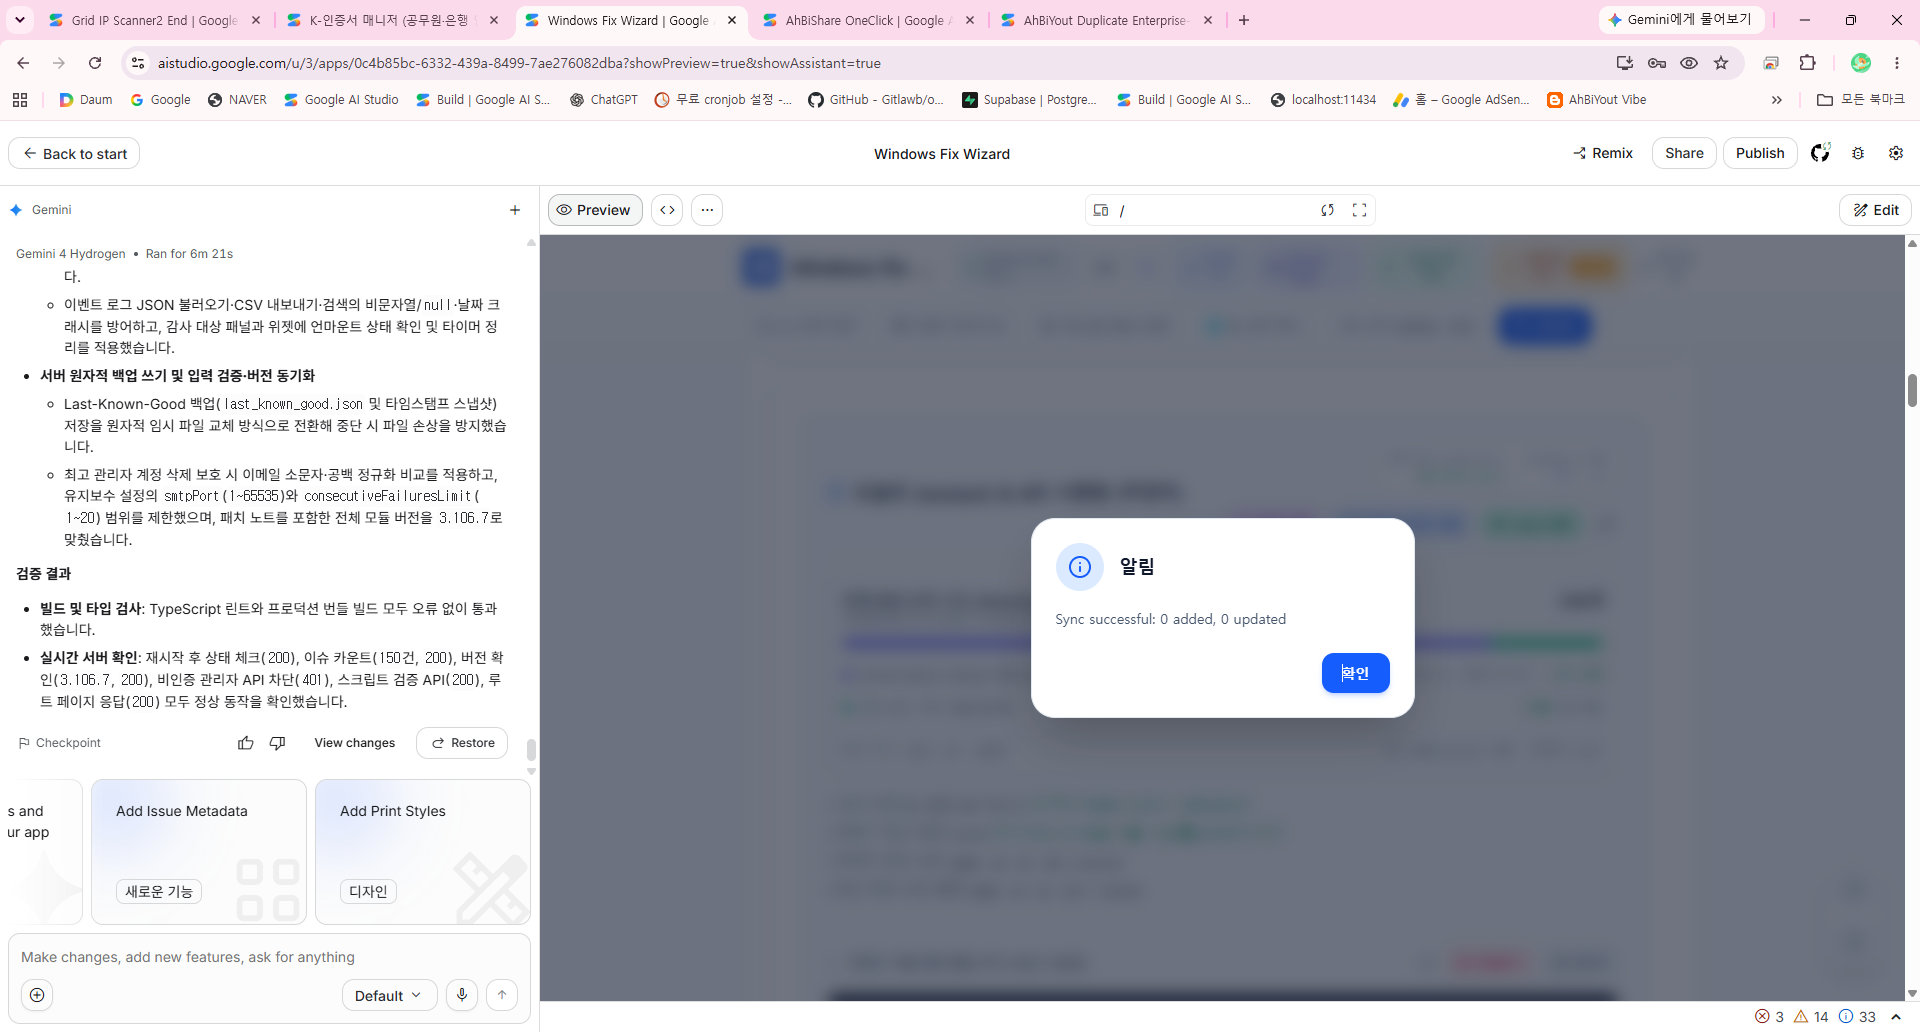 Grid IP Scanner2 End | Google
K-인증서 매니저 (공무원·은행
Windows Fix Wizard | Google
AhBiShare OneClick | Google A
AhBiYout Duplicate Enterprise-
Gemini에게 물어보기
aistudio.google.com/u/3/apps/0c4b85bc-6332-439a-8499-7ae276082dba?showPreview=true&showAssistant=true
Daum
Google
NAVER
Google AI Studio
Build | Google AI S...
ChatGPT
무료 cronjob 설정 -...
GitHub - Gitlawb/o...
Supabase | Postgre...
Build | Google AI S...
localhost:11434
홈 – Google AdSen...
AhBiYout Vibe
모든 북마크
Back to start
Windows Fix Wizard
Remix
Share
Publish
Gemini
Preview
/
Edit
Gemini 4 Hydrogen • Ran for 6m 21s
다.
이벤트 로그 JSON 불러오기·CSV 내보내기·검색의 비문자열/null·날짜 크
래시를 방어하고, 감사 대상 패널과 위젯에 언마운트 상태 확인 및 타이머 정
리를 적용했습니다.
서버 원자적 백업 쓰기 및 입력 검증·버전 동기화
Last-Known-Good 백업(last_known_good.json 및 타임스탬프 스냅샷)
저장을 원자적 임시 파일 교체 방식으로 전환해 중단 시 파일 손상을 방지했습
니다.
최고 관리자 계정 삭제 보호 시 이메일 소문자·공백 정규화 비교를 적용하고,
유지보수 설정의 smtpPort(1~65535)와 consecutiveFailuresLimit(
1~20) 범위를 제한했으며, 패치 노트를 포함한 전체 모듈 버전을 3.106.7로
맞췄습니다.
검증 결과
빌드 및 타입 검사: TypeScript 린트와 프로덕션 번들 빌드 모두 오류 없이 통과
했습니다.
실시간 서버 확인: 재시작 후 상태 체크(200), 이슈 카운트(150건, 200), 버전 확
인(3.106.7, 200), 비인증 관리자 API 차단(401), 스크립트 검증 API(200), 루
트 페이지 응답(200) 모두 정상 동작을 확인했습니다.
Checkpoint
View changes
Restore
s and
ur app
Add Issue Metadata
새로운 기능
Add Print Styles
디자인
Make changes, add new features, ask for anything
Default
알림
Sync successful: 0 added, 0 updated
확인
3
14
33